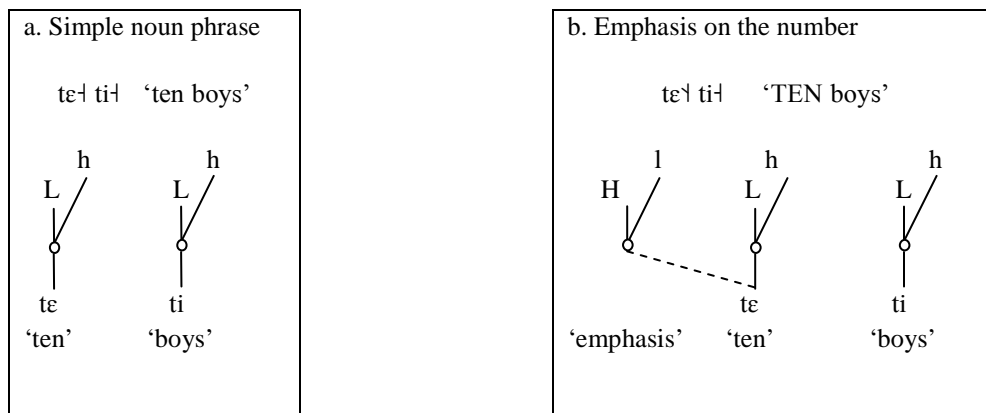 a. Simple noun phrase
tɛ˧ ti˧ ‘ten boys’
h h
L L
tɛ ti
‘ten’ ‘boys’
b. Emphasis on the number
tɛ˥˧ ti˧ ‘TEN boys’
l h h
H L L
tɛ ti
‘emphasis’ ‘ten’ ‘boys’